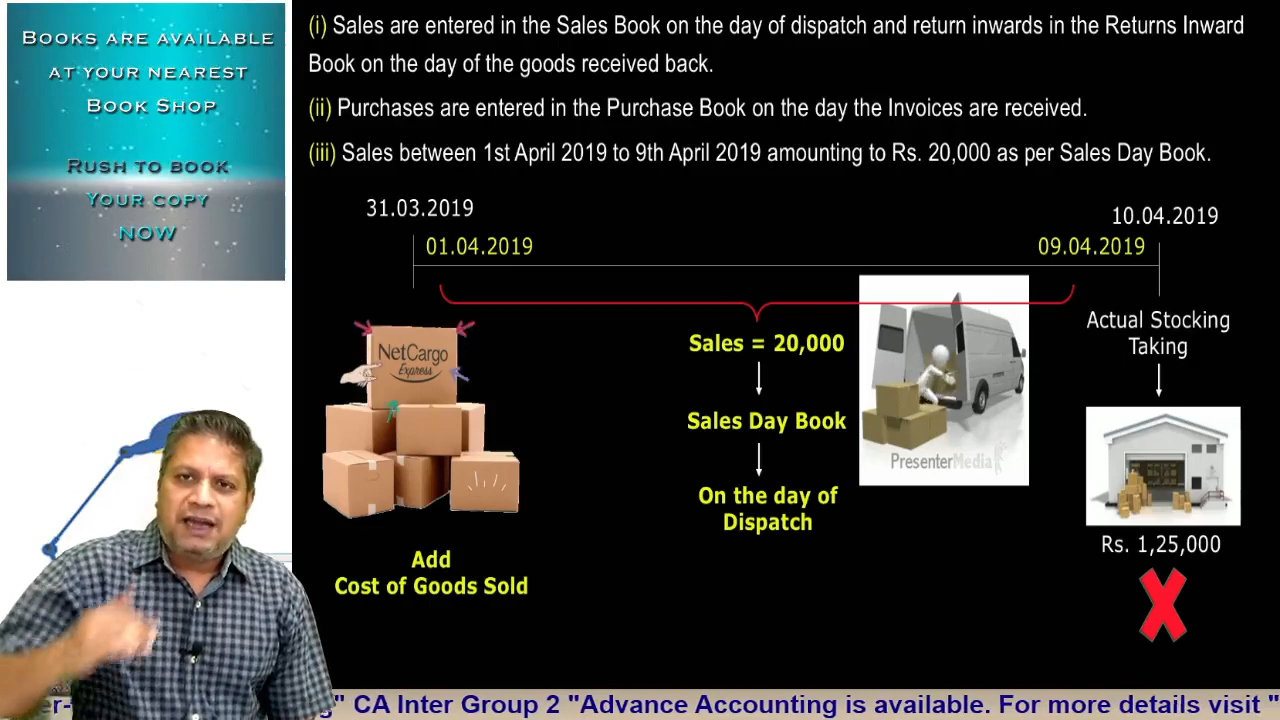 Books are available
at your nearest
Book Shop
Rush to book
Your copy
now
(i) Sales are entered in the Sales Book on the day of dispatch and return inwards in the Returns Inward
Book on the day of the goods received back.
(ii) Purchases are entered in the Purchase Book on the day the Invoices are received.
(iii) Sales between 1st April 2019 to 9th April 2019 amounting to Rs. 20,000 as per Sales Day Book.
31.03.2019
10.04.2019
01.04.2019
09.04.2019
NetCargo
Express
Sales = 20,000
Sales Day Book
On the day of
Dispatch
PresenterMedia
Actual Stocking
Taking
Rs. 1,25,000
Add
Cost of Goods Sold
" CA Inter Group 2 "Advance Accounting is available. For more details visit "